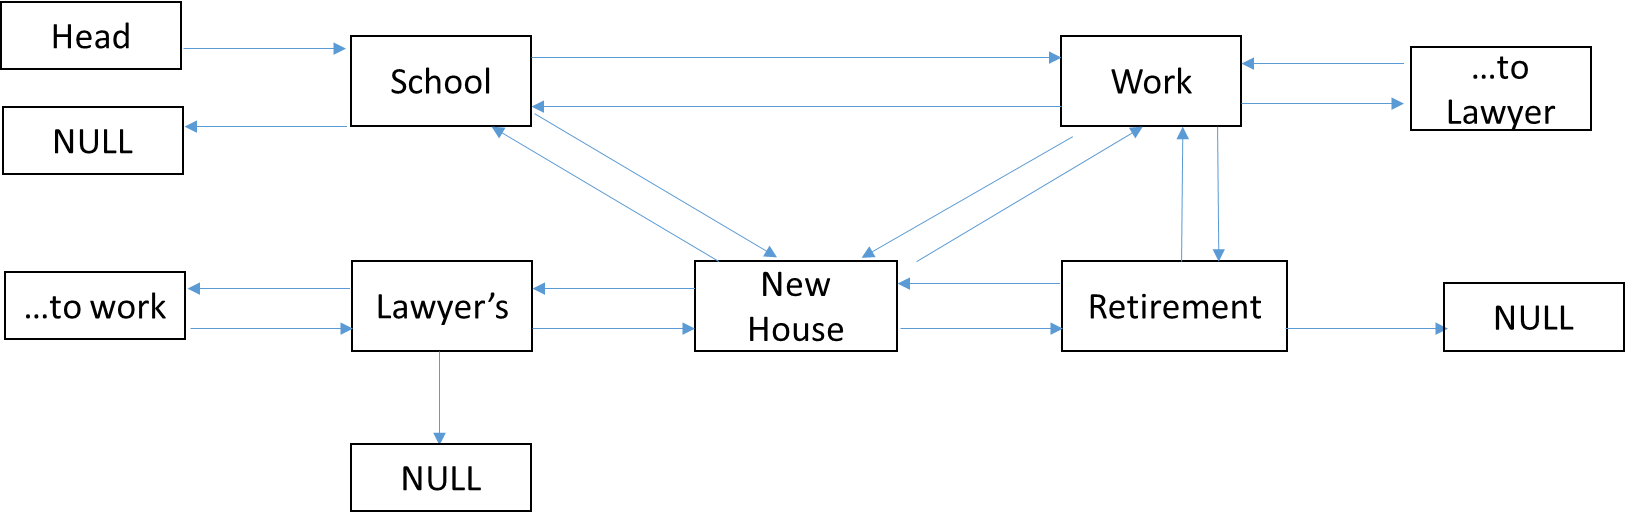 Head
School
Work
...to
Lawyer
NULL
...to work
Lawyer’s
New
House
Retirement
NULL
NULL